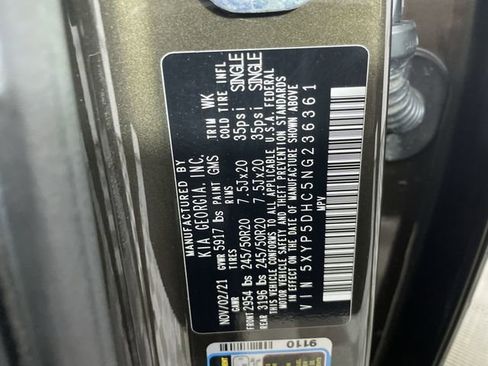 MANUFACTURED BY
KIA GEORGIA, INC.
NOV/02/21 GVWR 5917 lbs PAINT GMS TRIM WK
GAWR TIRES RIMS COLD TIRE INFL
FRONT 2954 lbs 245/50R20 7.5Jx20 35psi SINGLE
REAR 3196 lbs 245/50R20 7.5Jx20 35psi SINGLE
THIS VEHICLE CONFORMS TO ALL APPLICABLE U.S.A. FEDERAL
MOTOR VEHICLE SAFETY, BUMPER AND THEFT PREVENTION STANDARDS
IN EFFECT ON THE DATE OF MANUFACTURE SHOWN ABOVE
VIN 5XYP5DHC5NG236361
MPV
9110